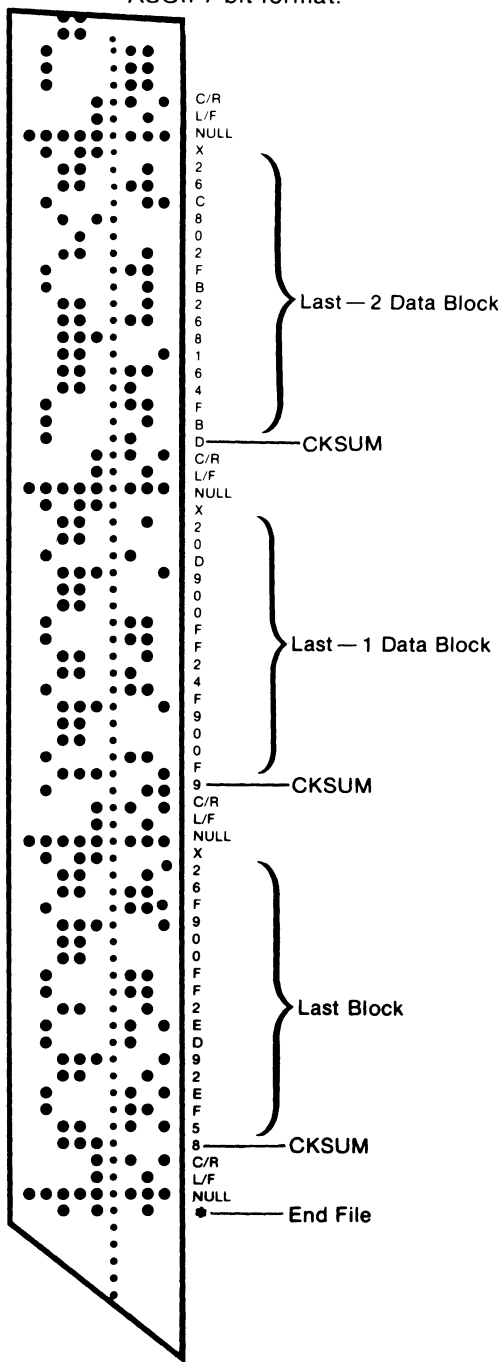 ASCII 7-bit format.
C/R
L/F
NULL
X
2
6
C
8
0
2
F
B
2
6
8
1
6
4
F
B
Last — 2 Data Block
D CKSUM
C/R
L/F
NULL
X
2
0
D
9
0
0
F
F
2
4
F
9
0
0
F
Last — 1 Data Block
9 CKSUM
C/R
L/F
NULL
X
2
6
F
9
0
0
F
F
2
E
D
9
2
E
F
5
Last Block
8 CKSUM
C/R
L/F
NULL
* End File